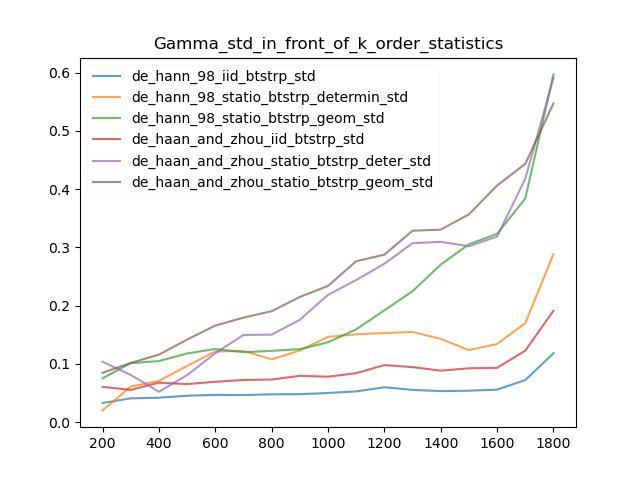 Gamma_std_in_front_of_k_order_statistics
de_hann_98_iid_btstrp_std
de_hann_98_statio_btstrp_determin_std
de_hann_98_statio_btstrp_geom_std
de_haan_and_zhou_iid_btstrp_std
de_haan_and_zhou_statio_btstrp_deter_std
de_haan_and_zhou_statio_btstrp_geom_std
0.6
0.5
0.4
0.3
0.2
0.1
0.0
200 400 600 800 1000 1200 1400 1600 1800